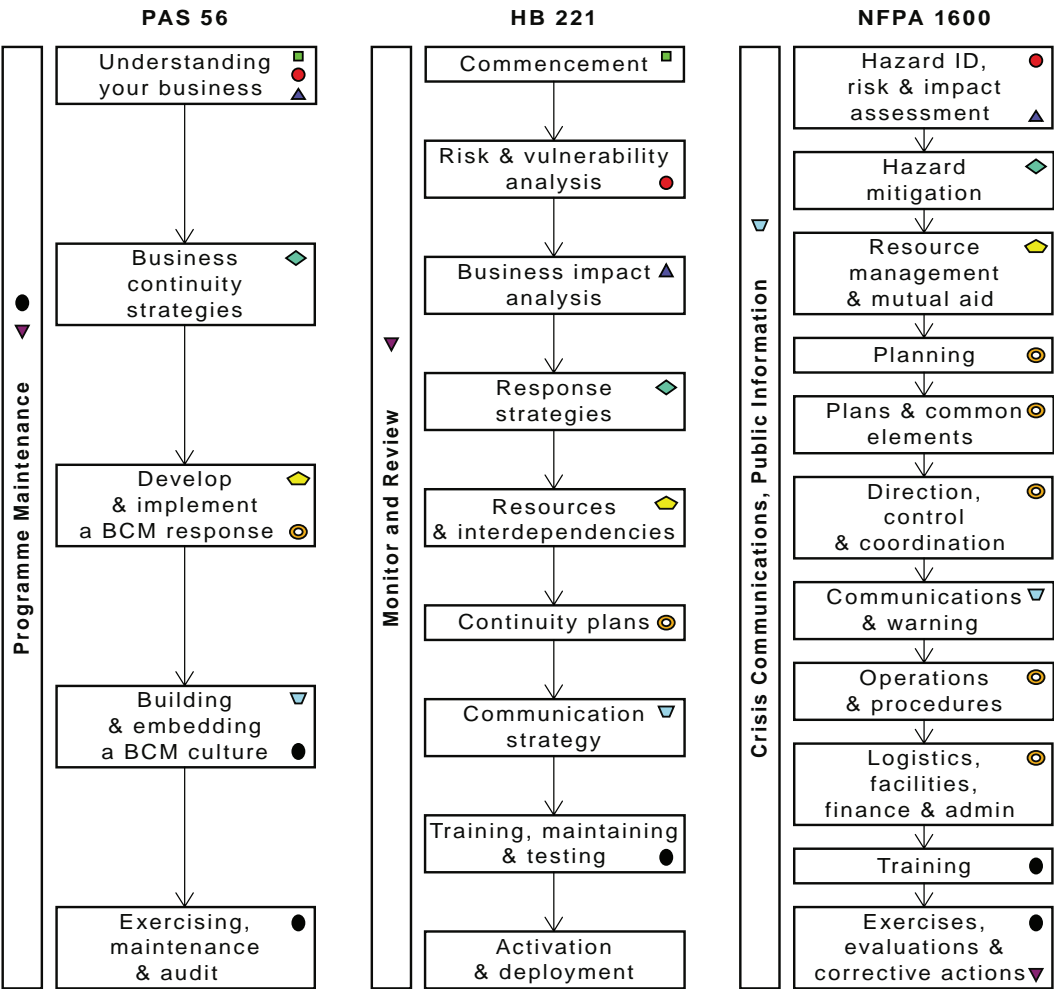 PAS 56
Programme Maintenance
Understanding
your business
Business
continuity
strategies
Develop
& implement
a BCM response
Building
& embedding
a BCM culture
Exercising,
maintenance
& audit
HB 221
Monitor and Review
Commencement
Risk & vulnerability
analysis
Business impact
analysis
Response
strategies
Resources
& interdependencies
Continuity plans
Communication
strategy
Training, maintaining
& testing
Activation
& deployment
NFPA 1600
Crisis Communications, Public Information
Hazard ID,
risk & impact
assessment
Hazard
mitigation
Resource
management
& mutual aid
Planning
Plans & common
elements
Direction,
control
& coordination
Communications
& warning
Operations
& procedures
Logistics,
facilities,
finance & admin
Training
Exercises,
evaluations &
corrective actions